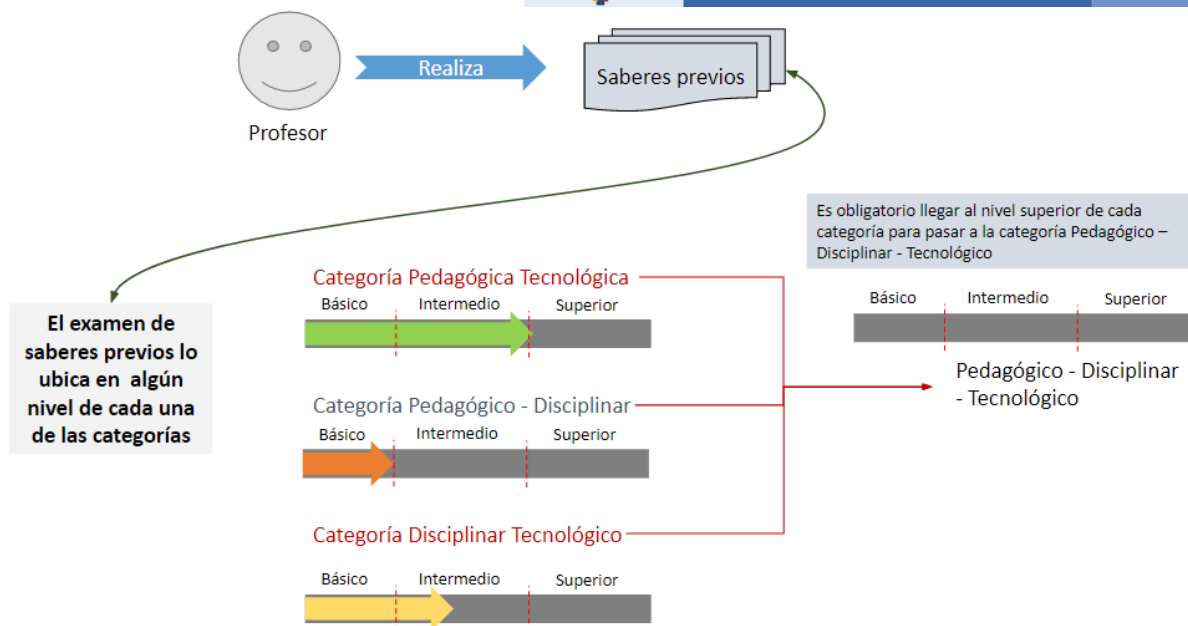 Realiza
Saberes previos
Profesor
Es obligatorio llegar al nivel superior de cada
categoría para pasar a la categoría Pedagógico –
Disciplinar - Tecnológico
El examen de
saberes previos lo
ubica en algún
nivel de cada una
de las categorías
Categoría Pedagógica Tecnológica
Básico Intermedio Superior
Categoría Pedagógico - Disciplinar
Básico Intermedio Superior
Categoría Disciplinar Tecnológico
Básico Intermedio Superior
Básico Intermedio Superior
Pedagógico - Disciplinar
- Tecnológico